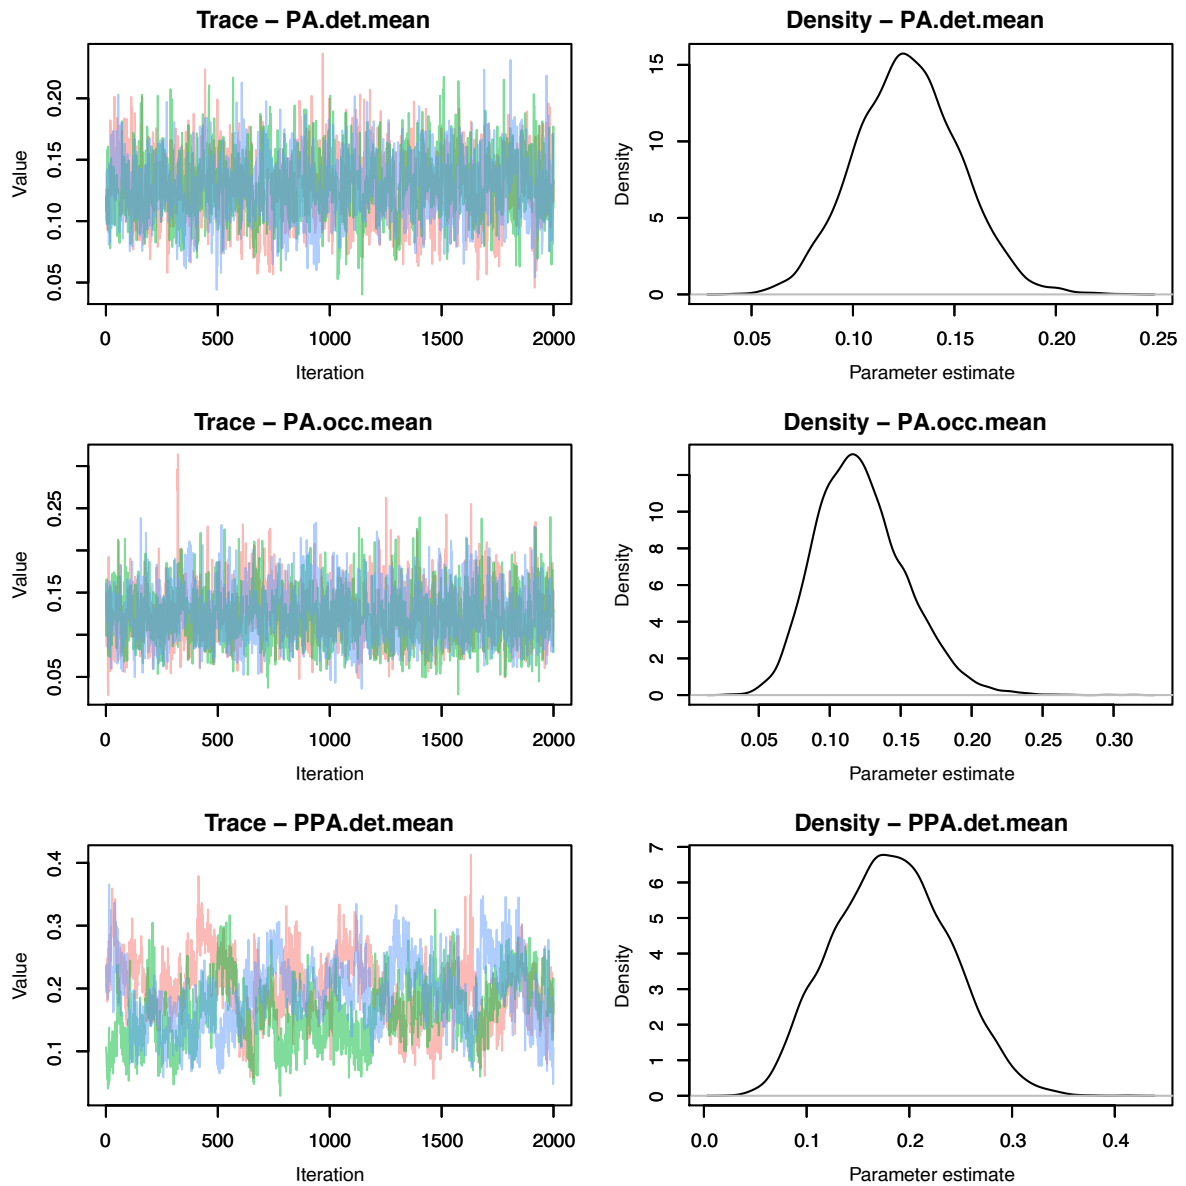 Trace – PA.det.mean
Value
0.05 0.10 0.15 0.20
0 500 1000 1500 2000
Iteration
Density – PA.det.mean
Density
0 5 10 15
0.05 0.10 0.15 0.20 0.25
Parameter estimate
Trace – PA.occ.mean
Value
0.05 0.15 0.25
0 500 1000 1500 2000
Iteration
Density – PA.occ.mean
Density
0 2 4 6 8 10
0.05 0.10 0.15 0.20 0.25 0.30
Parameter estimate
Trace – PPA.det.mean
Value
0.1 0.2 0.3 0.4
0 500 1000 1500 2000
Iteration
Density – PPA.det.mean
Density
0 1 2 3 4 5 6 7
0.0 0.1 0.2 0.3 0.4
Parameter estimate